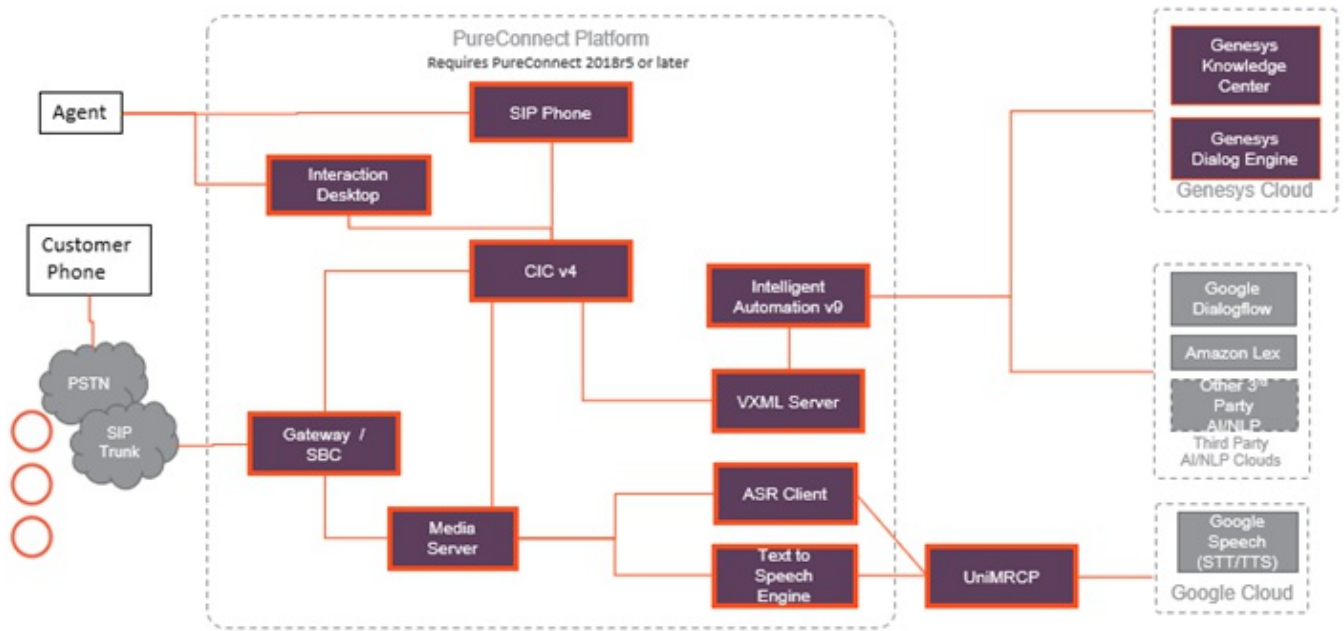 PureConnect Platform
Requires PureConnect 2018r5 or later
Agent
SIP Phone
Interaction
Desktop
Customer
Phone
CIC v4
Intelligent
Automation v9
PSTN
SIP
Trunk
Gateway /
SBC
VXML Server
Media
Server
ASR Client
Text to
Speech
Engine
UniMRCP
Genesys
Knowledge
Center
Genesys
Dialog Engine
Genesys Cloud
Google
Dialogflow
Amazon Lex
Other 3rd
Party
AI/NLP
Third Party
AI/NLP Clouds
Google
Speech
(STT/TTS)
Google Cloud